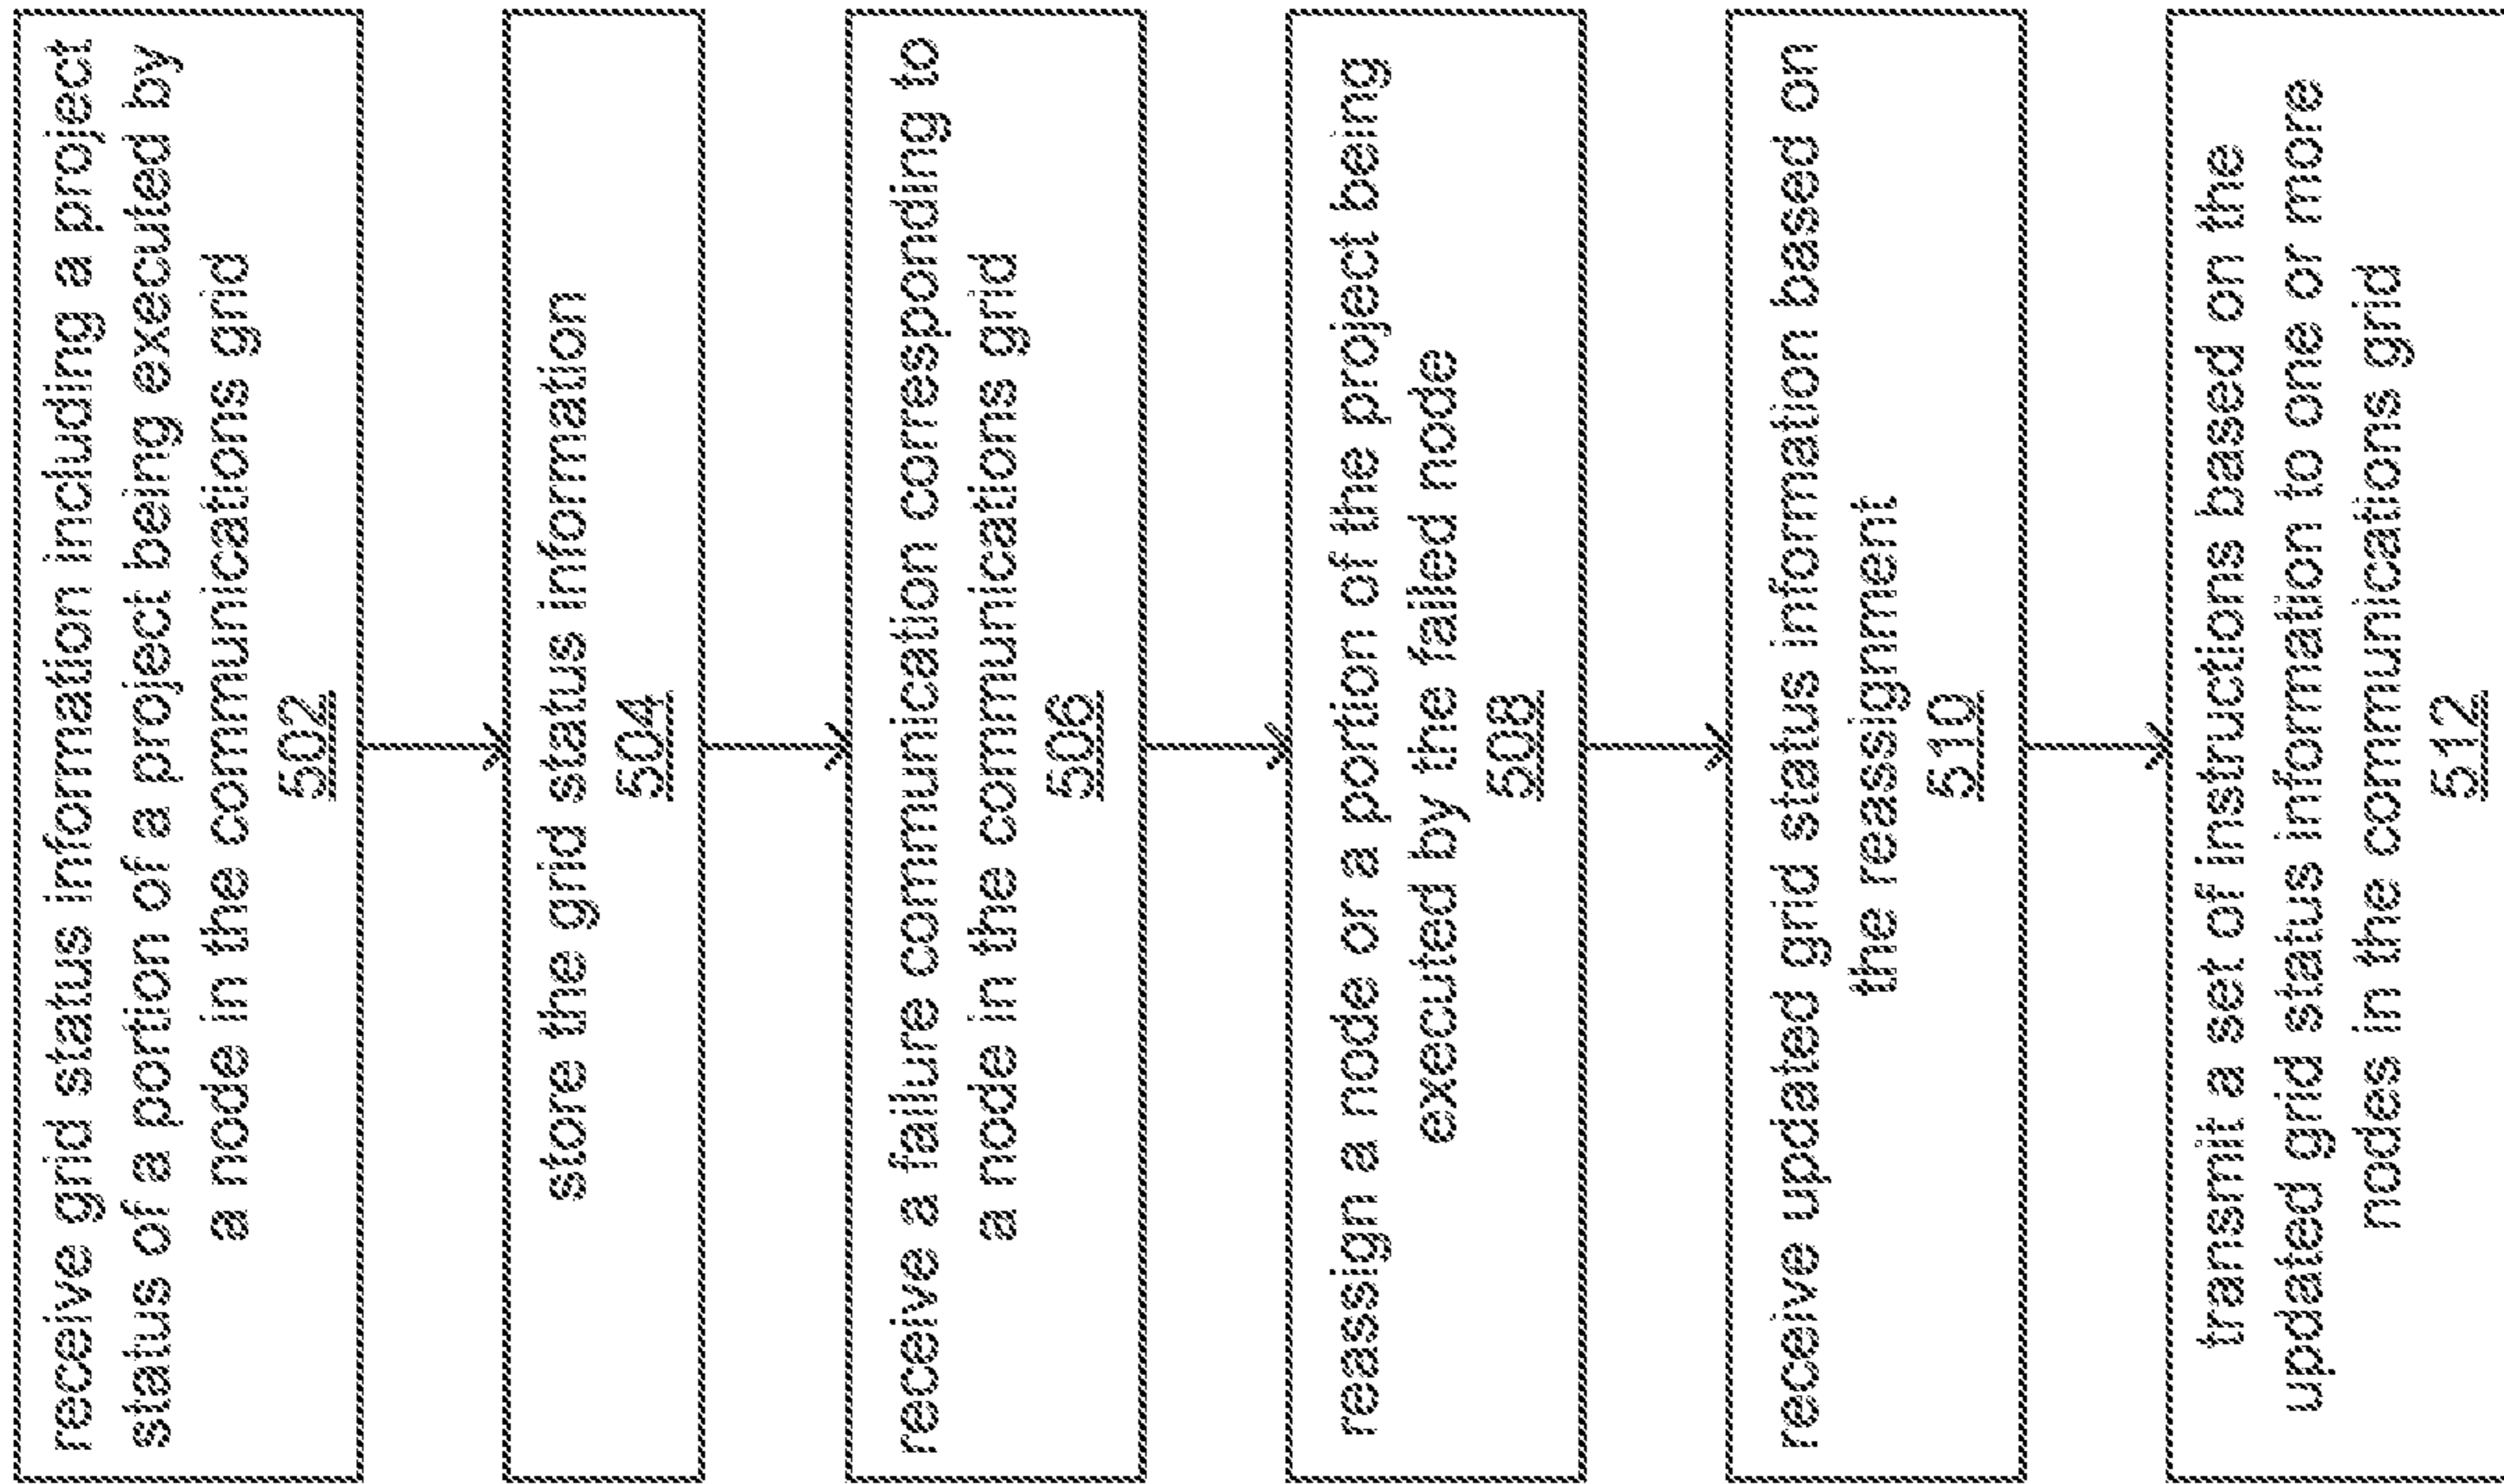 receive grid status information including a project
status of a portion of a project being executed by
a node in the communications grid
502
store the grid status information
504
receive a failure communication corresponding to
a node in the communications grid
506
reassign a node or a portion of the project being
executed by the failed node
508
receive updated grid status information based on
the reassignment
510
transmit a set of instructions based on the
updated grid status information to one or more
nodes in the communications grid
512